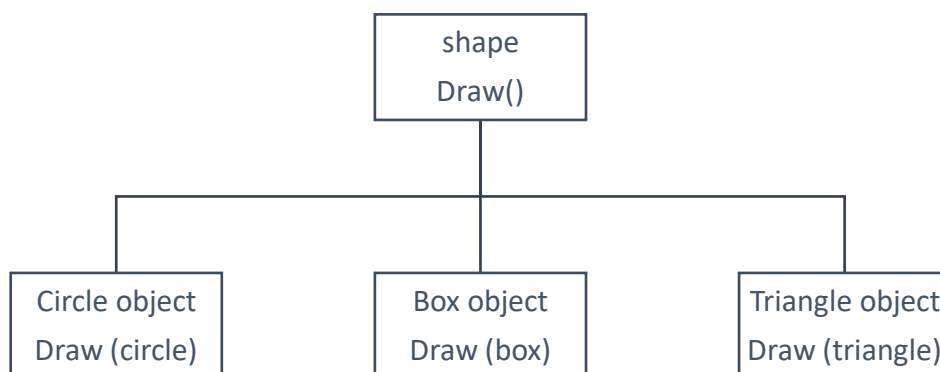 shape
Draw()
Circle object
Draw (circle)
Box object
Draw (box)
Triangle object
Draw (triangle)